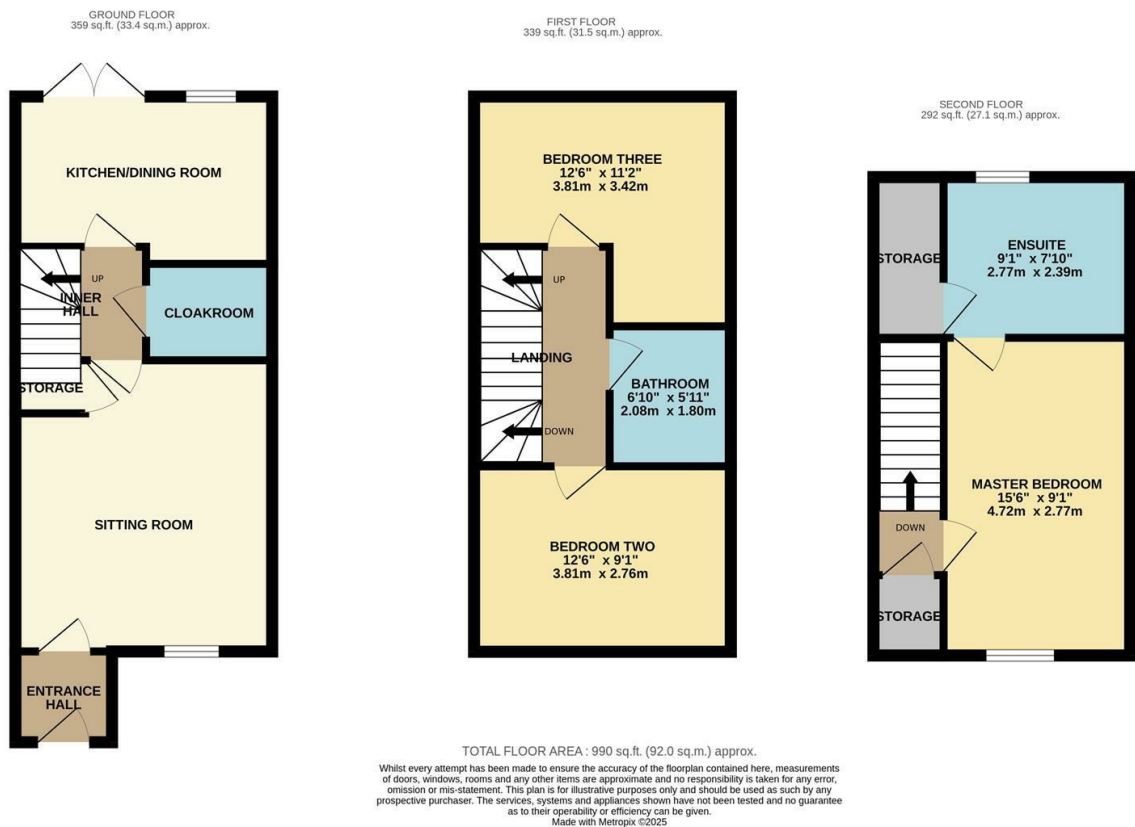 GROUND FLOOR
359 sq.ft. (33.4 sq.m.) approx.
KITCHEN/DINING ROOM
UP
INNER
HALL
CLOAKROOM
STORAGE
SITTING ROOM
ENTRANCE
HALL
FIRST FLOOR
339 sq.ft. (31.5 sq.m.) approx.
BEDROOM THREE
12'6" x 11'2"
3.81m x 3.42m
UP
LANDING
BATHROOM
6'10" x 5'11"
2.08m x 1.80m
DOWN
BEDROOM TWO
12'6" x 9'1"
3.81m x 2.76m
SECOND FLOOR
292 sq.ft. (27.1 sq.m.) approx.
STORAGE
ENSUITE
9'1" x 7'10"
2.77m x 2.39m
MASTER BEDROOM
15'6" x 9'1"
4.72m x 2.77m
DOWN
STORAGE
TOTAL FLOOR AREA : 990 sq.ft. (92.0 sq.m.) approx.
Whilst every attempt has been made to ensure the accuracy of the floorplan contained here, measurements
of doors, windows, rooms and any other items are approximate and no responsibility is taken for any error,
omission or mis-statement. This plan is for illustrative purposes only and should be used as such by any
prospective purchaser. The services, systems and appliances shown have not been tested and no guarantee
as to their operability or efficiency can be given.
Made with Metropix ©2025